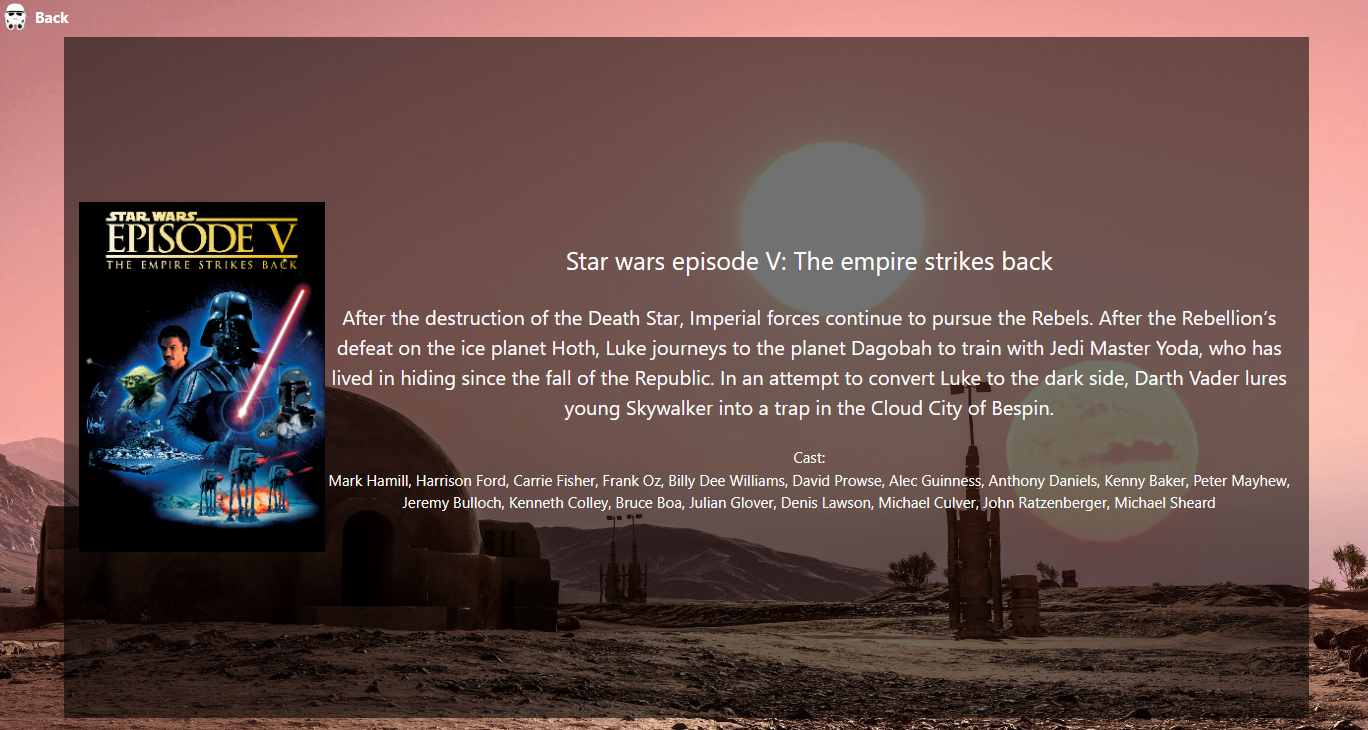 Back
STAR WARS
EPISODE V
THE EMPIRE STRIKES BACK
Star wars episode V: The empire strikes back
After the destruction of the Death Star, Imperial forces continue to pursue the Rebels. After the Rebellion’s
defeat on the ice planet Hoth, Luke journeys to the planet Dagobah to train with Jedi Master Yoda, who has
lived in hiding since the fall of the Republic. In an attempt to convert Luke to the dark side, Darth Vader lures
young Skywalker into a trap in the Cloud City of Bespin.
Cast:
Mark Hamill, Harrison Ford, Carrie Fisher, Frank Oz, Billy Dee Williams, David Prowse, Alec Guinness, Anthony Daniels, Kenny Baker, Peter Mayhew,
Jeremy Bulloch, Kenneth Colley, Bruce Boa, Julian Glover, Denis Lawson, Michael Culver, John Ratzenberger, Michael Sheard